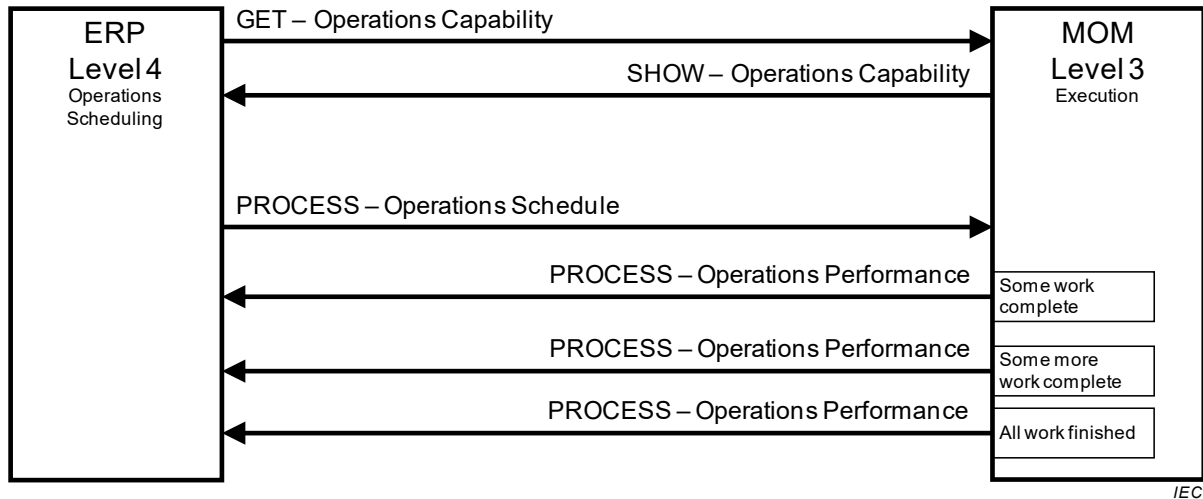 ERP
Level 4
Operations
Scheduling
GET – Operations Capability
MOM
Level 3
Execution
SHOW – Operations Capability
PROCESS – Operations Schedule
PROCESS – Operations Performance
Some work
complete
PROCESS – Operations Performance
Some more
work complete
PROCESS – Operations Performance
All work finished
IEC